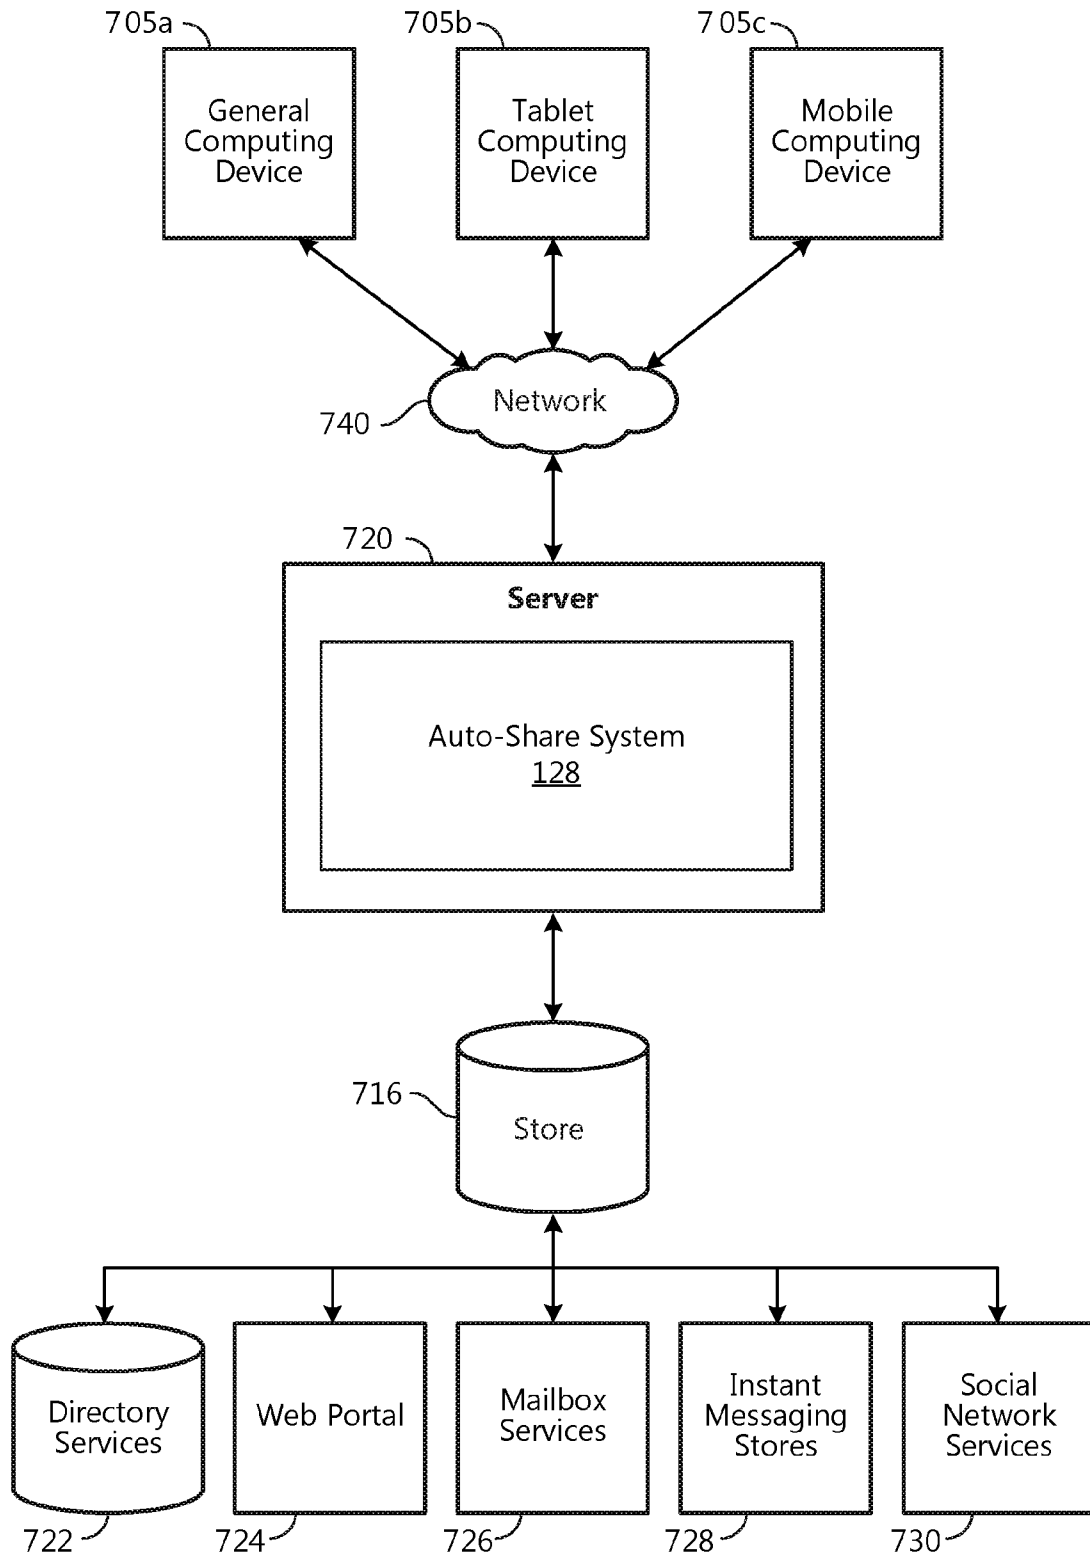 705a
705b
705c
General
Computing
Device
Tablet
Computing
Device
Mobile
Computing
Device
Network
740
720
Server
Auto-Share System
128
716
Store
Directory
Services
Web Portal
Mailbox
Services
Instant
Messaging
Stores
Social
Network
Services
722
724
726
728
730